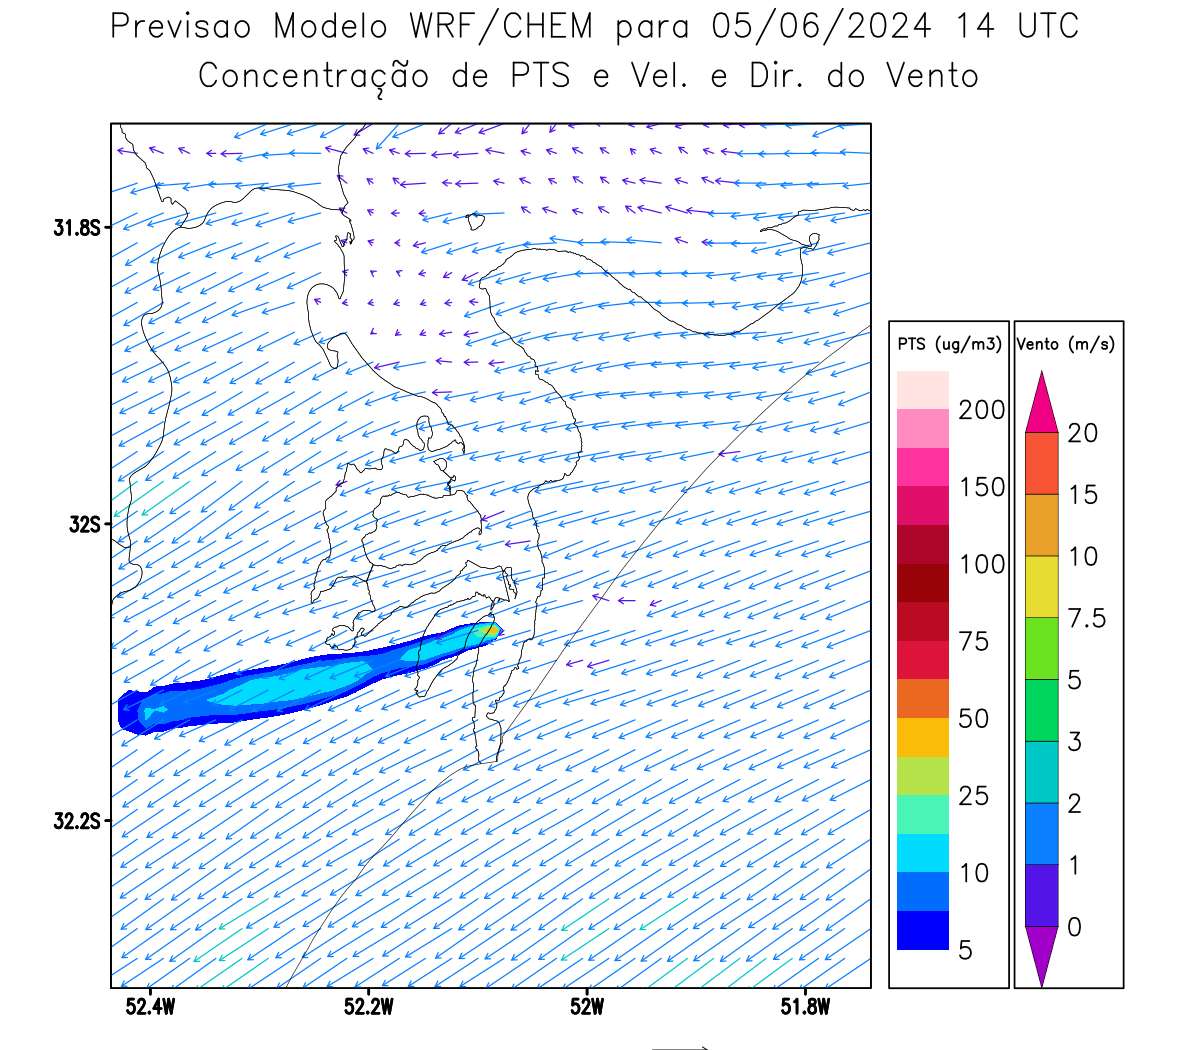 Previsao Modelo WRF/CHEM para 05/06/2024 14 UTC
Concentração de PTS e Vel. e Dir. do Vento
31.8S
32S
32.2S
52.4W
52.2W
52W
51.8W
PTS (ug/m3)
200
150
100
75
50
25
10
5
Vento (m/s)
20
15
10
7.5
5
3
2
1
0